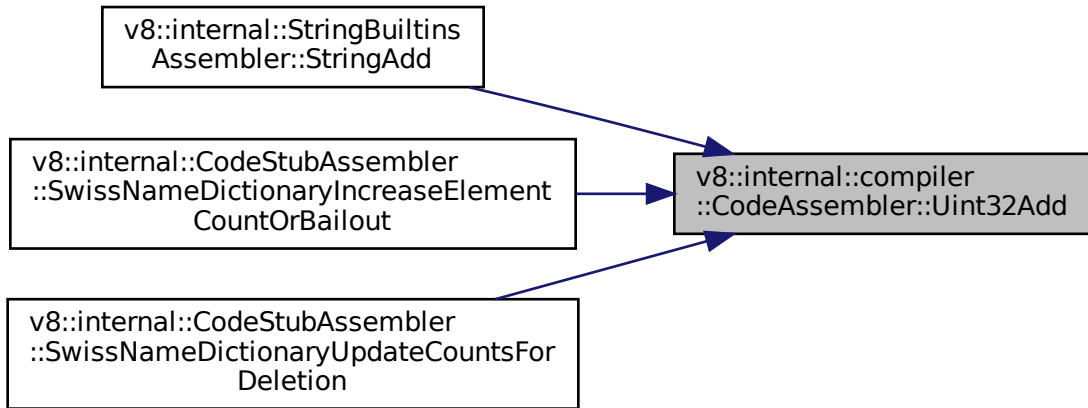 v8::internal::StringBuiltins
Assembler::StringAdd
v8::internal::CodeStubAssembler
::SwissNameDictionaryIncreaseElement
CountOrBailout
v8::internal::compiler
::CodeAssembler::Uint32Add
v8::internal::CodeStubAssembler
::SwissNameDictionaryUpdateCountsFor
Deletion